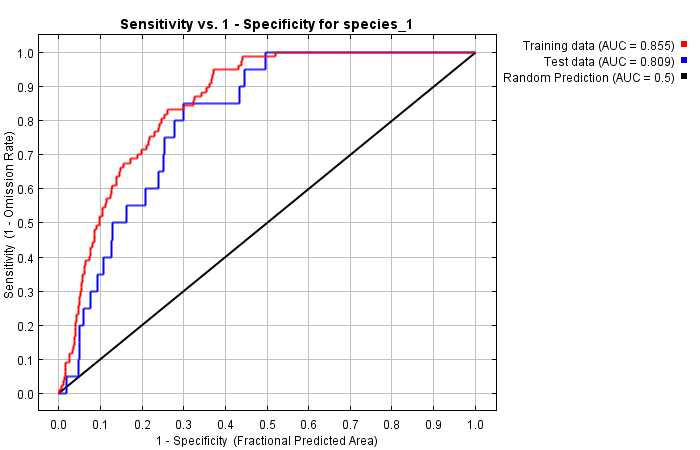 Sensitivity vs. 1 - Specificity for species_1
Training data (AUC = 0.855)
Test data (AUC = 0.809)
Random Prediction (AUC = 0.5)
Sensitivity (1 - Omission Rate)
1.0
0.9
0.8
0.7
0.6
0.5
0.4
0.3
0.2
0.1
0.0
0.0 0.1 0.2 0.3 0.4 0.5 0.6 0.7 0.8 0.9 1.0
1 - Specificity (Fractional Predicted Area)